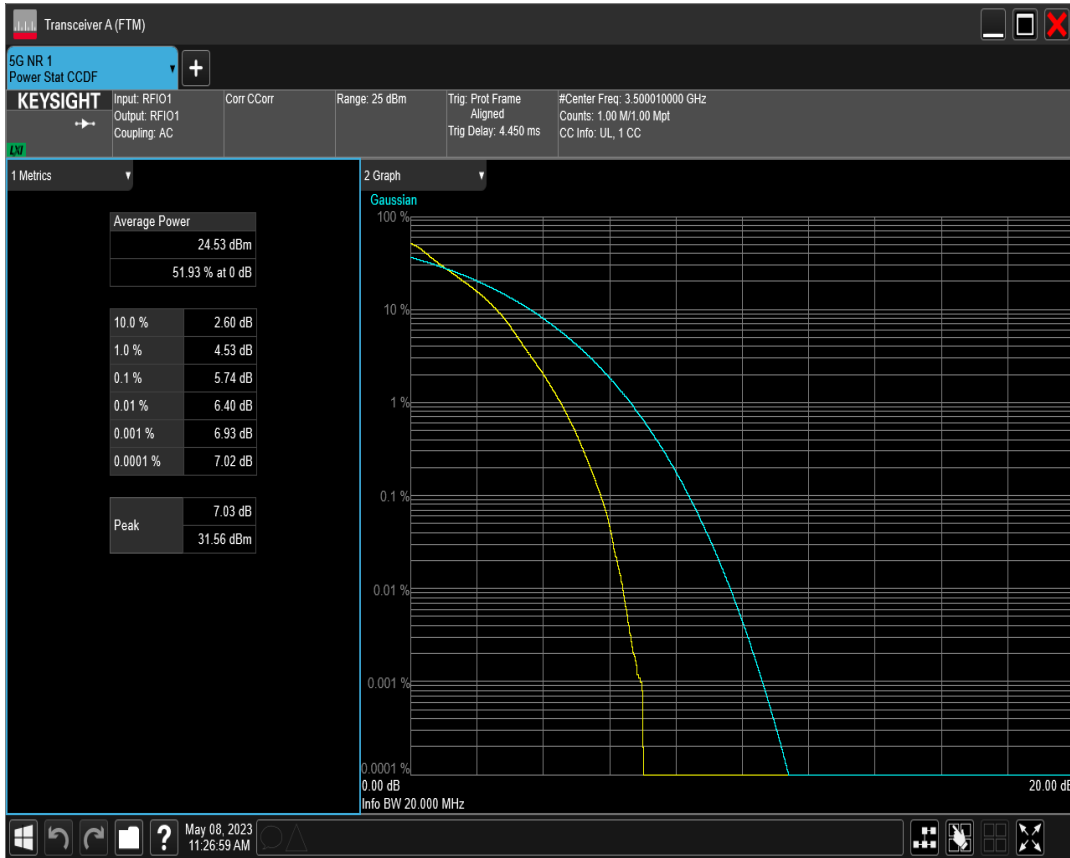 Transceiver A (FTM)
5G NR 1
Power Stat CCDF
+
KEYSIGHT
LXI
Input: RFIO1
Output: RFIO1
Coupling: AC
Corr CCorr
Range: 25 dBm
Trig: Prot Frame
Aligned
Trig Delay: 4.450 ms
#Center Freq: 3.500010000 GHz
Counts: 1.00 M/1.00 Mpt
CC Info: UL, 1 CC
1 Metrics
Average Power
24.53 dBm
51.93 % at 0 dB
10.0 % 2.60 dB
1.0 % 4.53 dB
0.1 % 5.74 dB
0.01 % 6.40 dB
0.001 % 6.93 dB
0.0001 % 7.02 dB
Peak
7.03 dB
31.56 dBm
2 Graph
Gaussian
100 %
10 %
1 %
0.1 %
0.01 %
0.001 %
0.0001 %
0.00 dB
20.00 dB
Info BW 20.000 MHz
?
May 08, 2023
11:26:59 AM